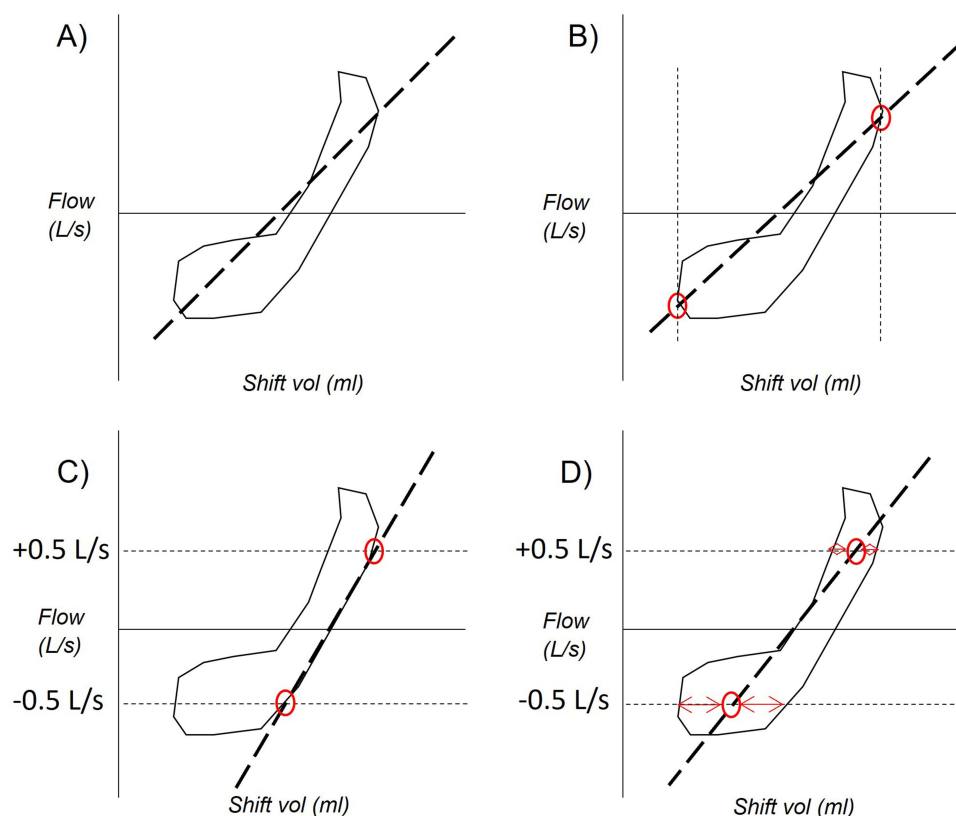 A)
Flow
(L/s)
Shift vol (ml)
B)
Flow
(L/s)
Shift vol (ml)
C)
+0.5 L/s
Flow
(L/s)
-0.5 L/s
Shift vol (ml)
D)
+0.5 L/s
Flow
(L/s)
-0.5 L/s
Shift vol (ml)